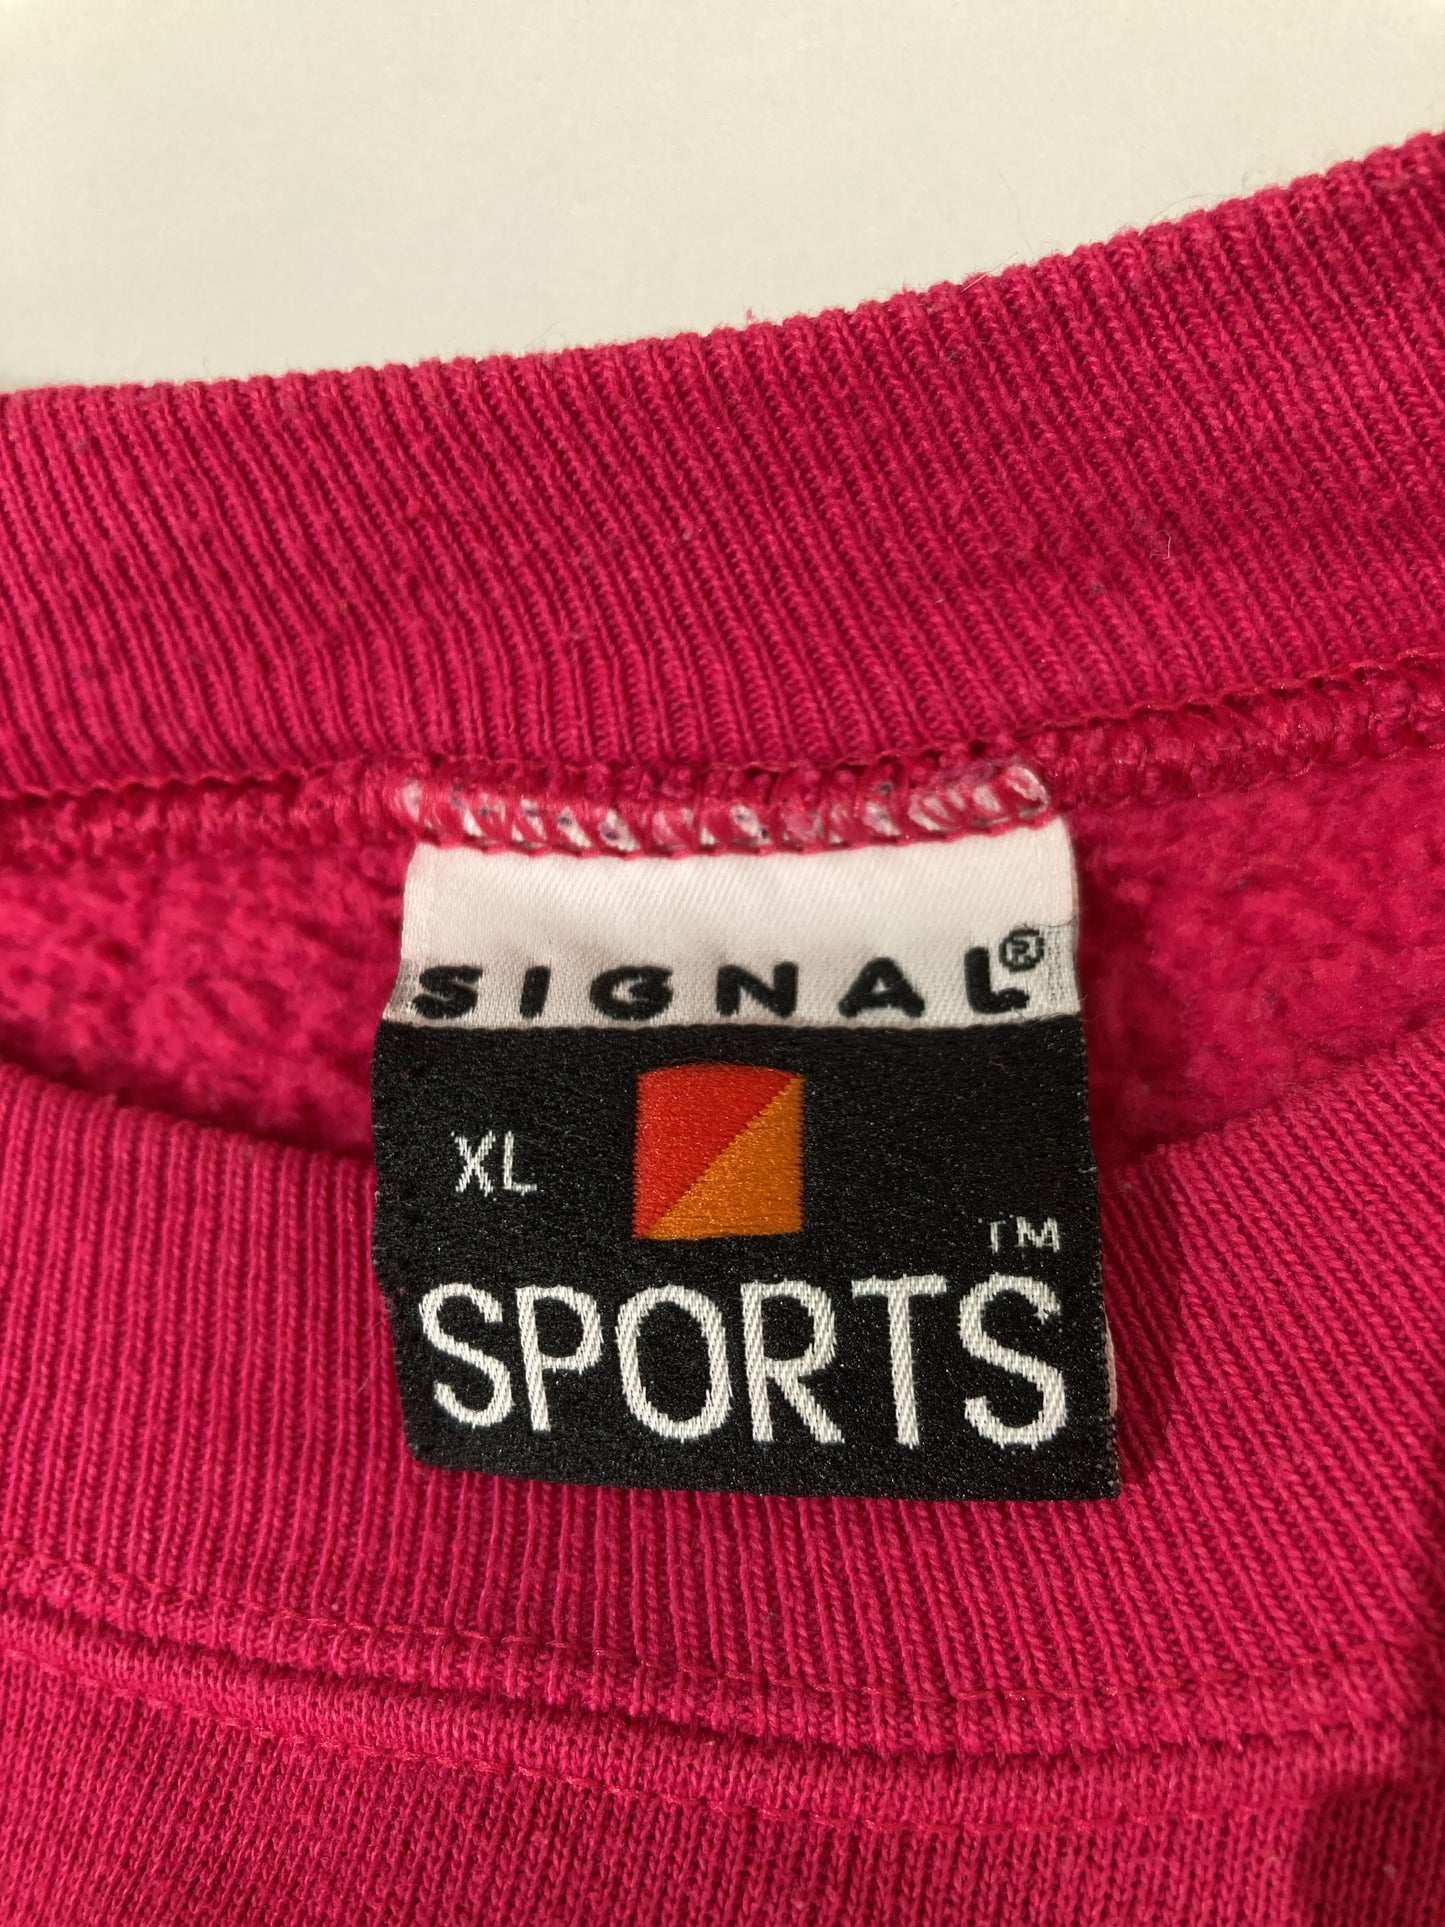 SIGNAL®
XL
™
SPORTS